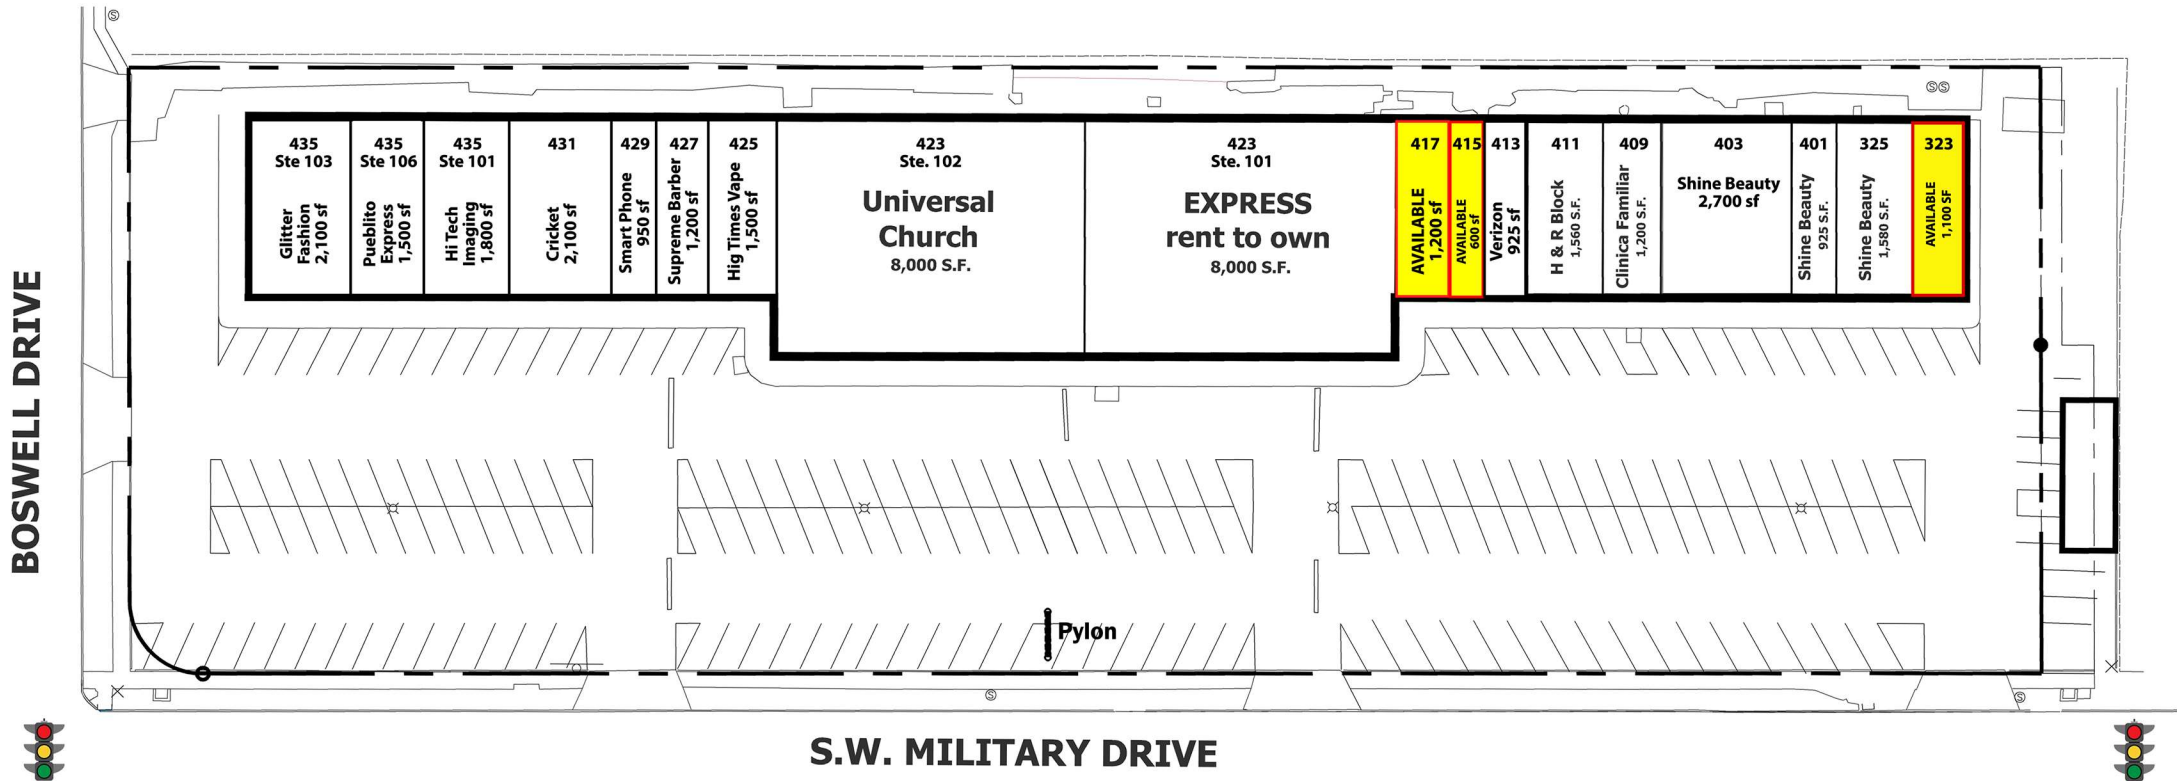 435
Ste 103
Glitter
Fashion
2,100 sf
435
Ste 106
Pueblito
Express
1,500 sf
435
Ste 101
Hi Tech
Imaging
1,800 sf
431
Cricket
2,100 sf
429
Smart Phone
950 sf
427
Supreme Barber
1,200 sf
425
Hig Times Vape
1,500 sf
423
Ste. 102
Universal
Church
8,000 S.F.
423
Ste. 101
EXPRESS
rent to own
8,000 S.F.
417
AVAILABLE
1,200 sf
415
AVAILABLE
600 sf
413
Verizon
925 sf
411
H & R Block
1,560 S.F.
409
Clinica Familiar
1,200 S.F.
403
Shine Beauty
2,700 sf
401
Shine Beauty
925 S.F.
325
Shine Beauty
1,580 S.F.
323
AVAILABLE
1,100 SF
BOSWELL DRIVE
Pylon
S.W. MILITARY DRIVE
S
S
S
S
S